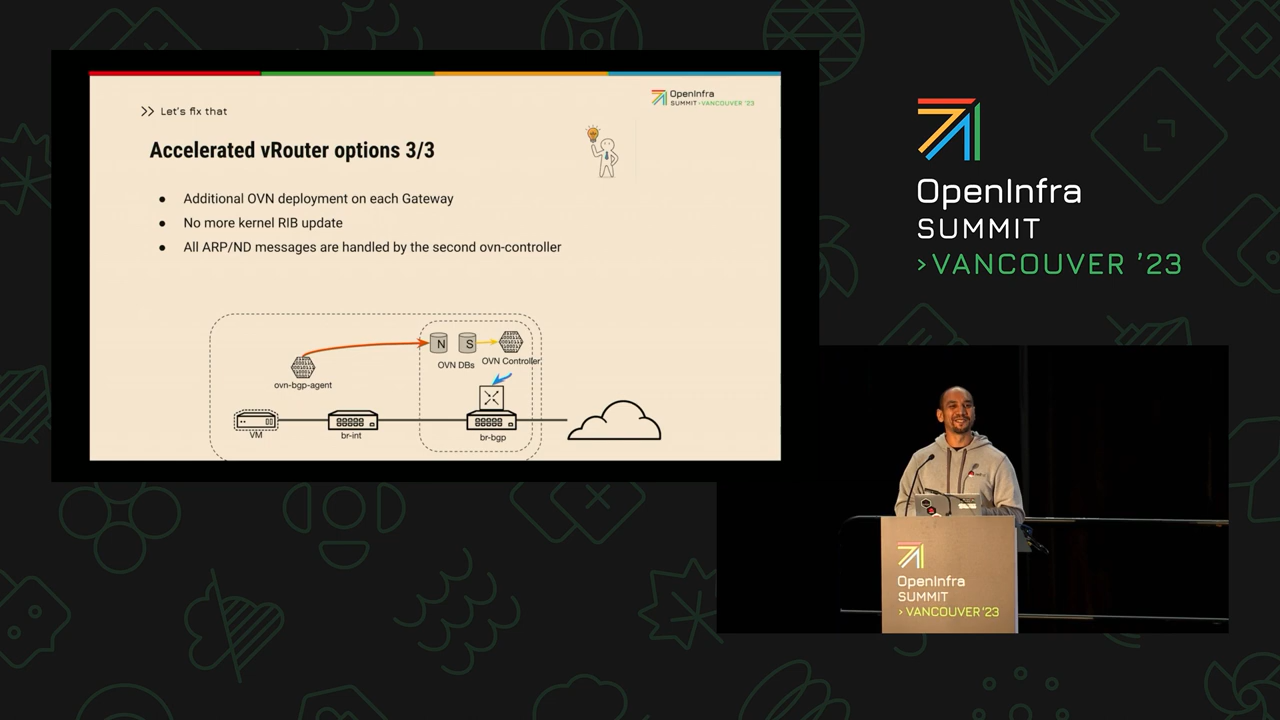 >> Let's fix that
OpenInfra
SUMMIT >VANCOUVER '23
Accelerated vRouter options 3/3
● Additional OVN deployment on each Gateway
● No more kernel RIB update
● All ARP/ND messages are handled by the second ovn-controller
N
S
OVN DBs
OVN Controller
ovn-bgp-agent
VM
br-int
br-bgp
OpenInfra
SUMMIT
>VANCOUVER '23
OpenInfra
SUMMIT
> VANCOUVER '23